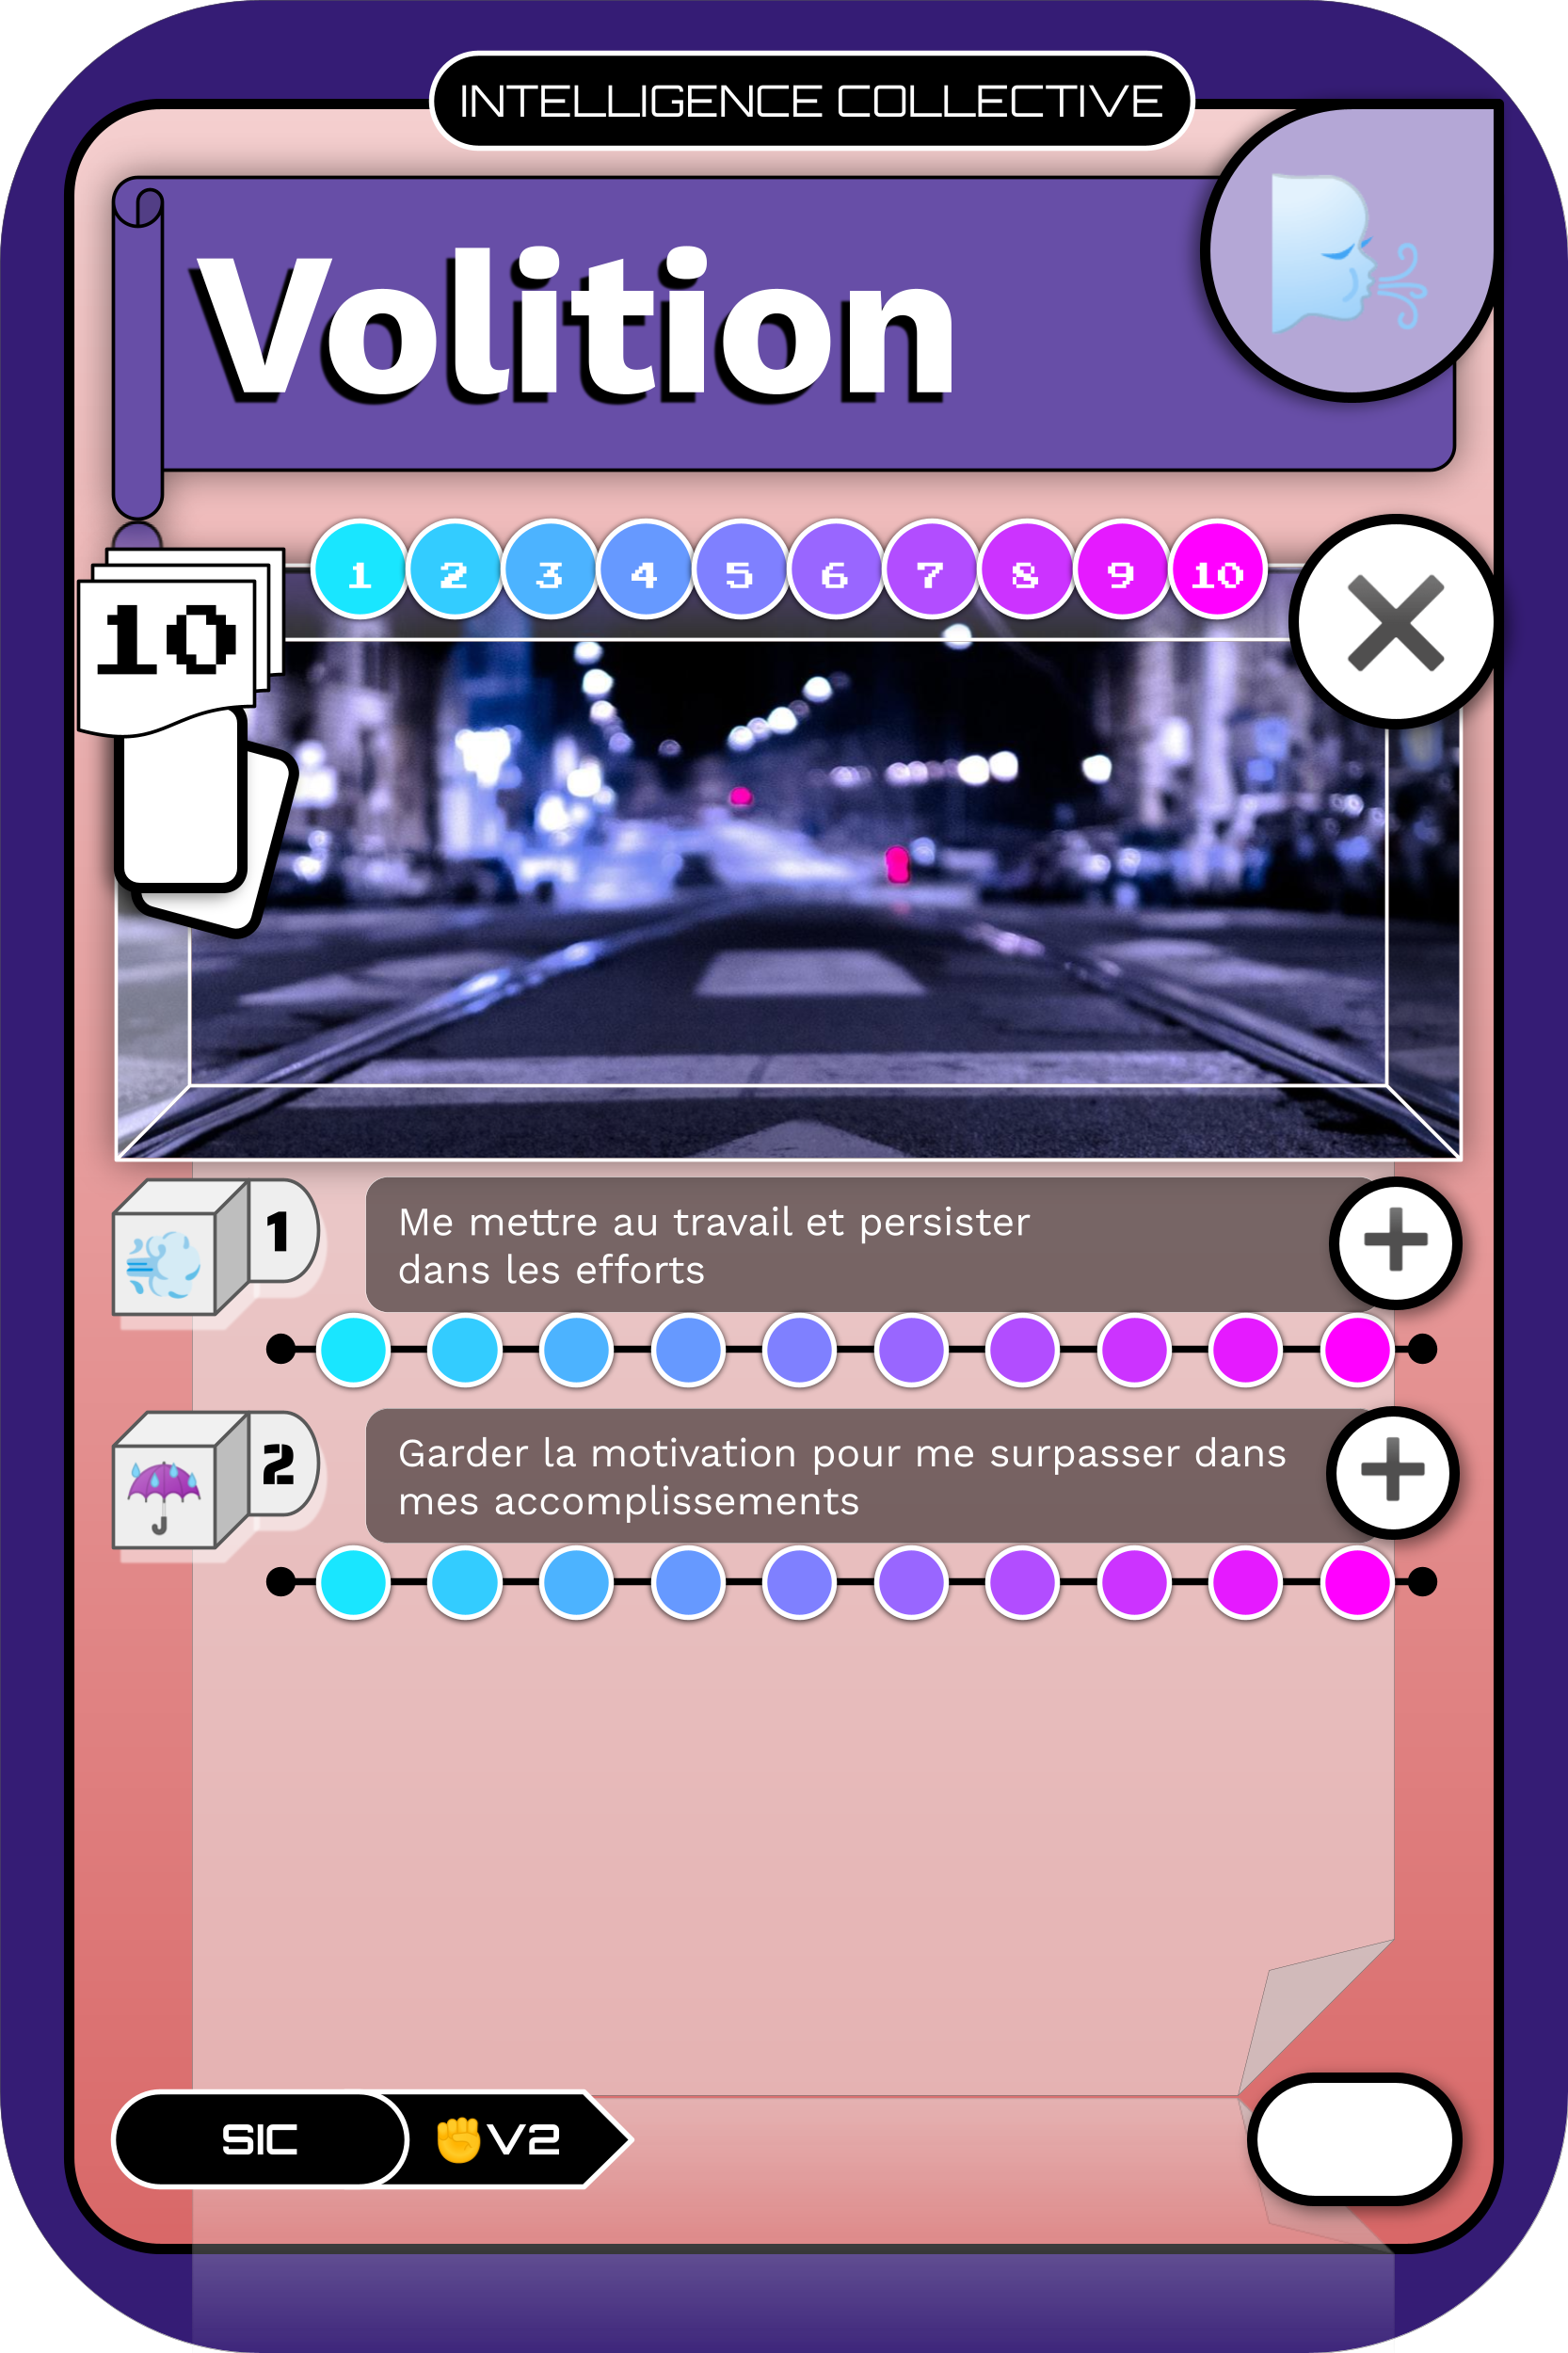 INTELLIGENCE COLLECTIVE
Volition
1 2 3 4 5 6 7 8 9 10
10
1
Me mettre au travail et persister
dans les efforts
2
Garder la motivation pour me surpasser dans
mes accomplissements
SIC
✊V2